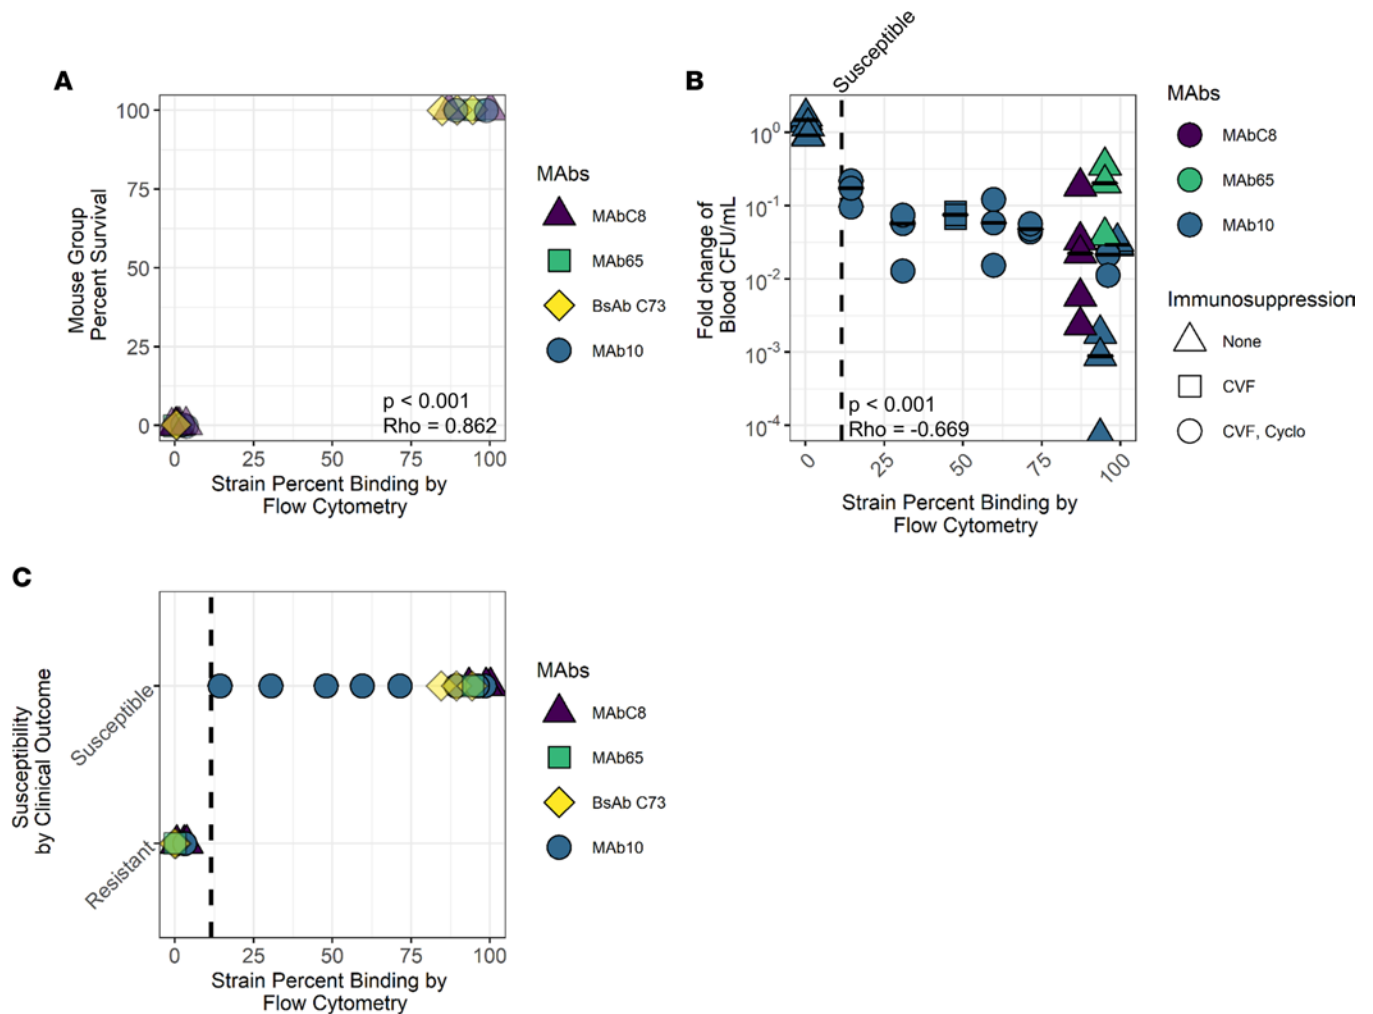 A
100
75
50
25
0
Mouse Group
Percent Survival
p < 0.001
Rho = 0.862
0 25 50 75 100
Strain Percent Binding by
Flow Cytometry
MAbs
MAbC8
MAb65
BsAb C73
MAb10
B
Susceptible
10⁰
10⁻¹
10⁻²
10⁻³
10⁻⁴
Fold change of
Blood CFU/mL
p < 0.001
Rho = -0.669
0 25 50 75 100
Strain Percent Binding by
Flow Cytometry
MAbs
MAbC8
MAb65
MAb10
Immunosuppression
None
CVF
CVF, Cyclo
C
Susceptible
Resistant
Susceptibility
by Clinical Outcome
0 25 50 75 100
Strain Percent Binding by
Flow Cytometry
MAbs
MAbC8
MAb65
BsAb C73
MAb10